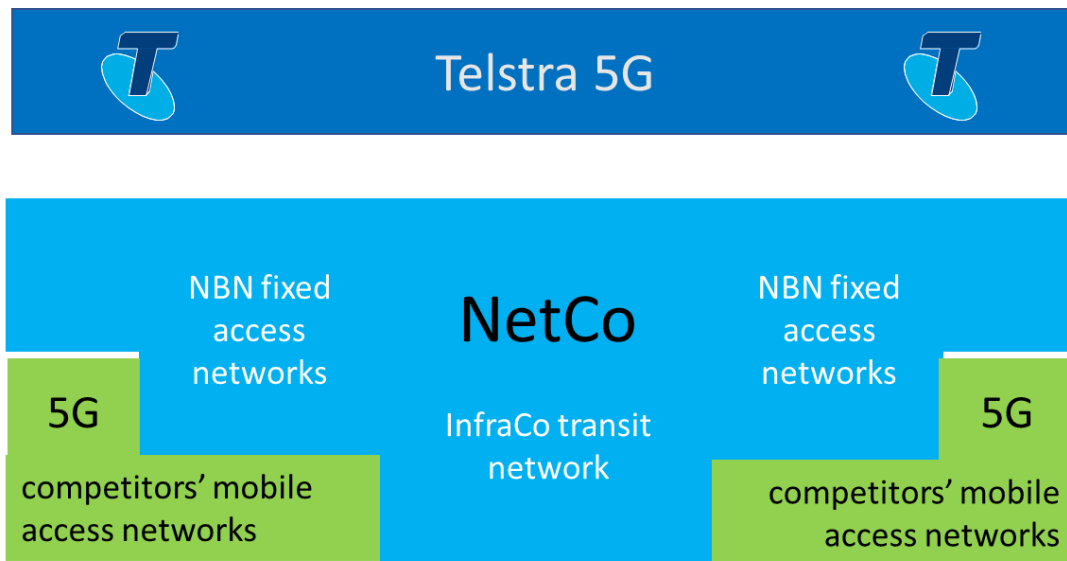 T
Telstra 5G
T
NBN fixed
access
networks
NetCo
NBN fixed
access
networks
5G
InfraCo transit
network
5G
competitors’ mobile
access networks
competitors’ mobile
access networks